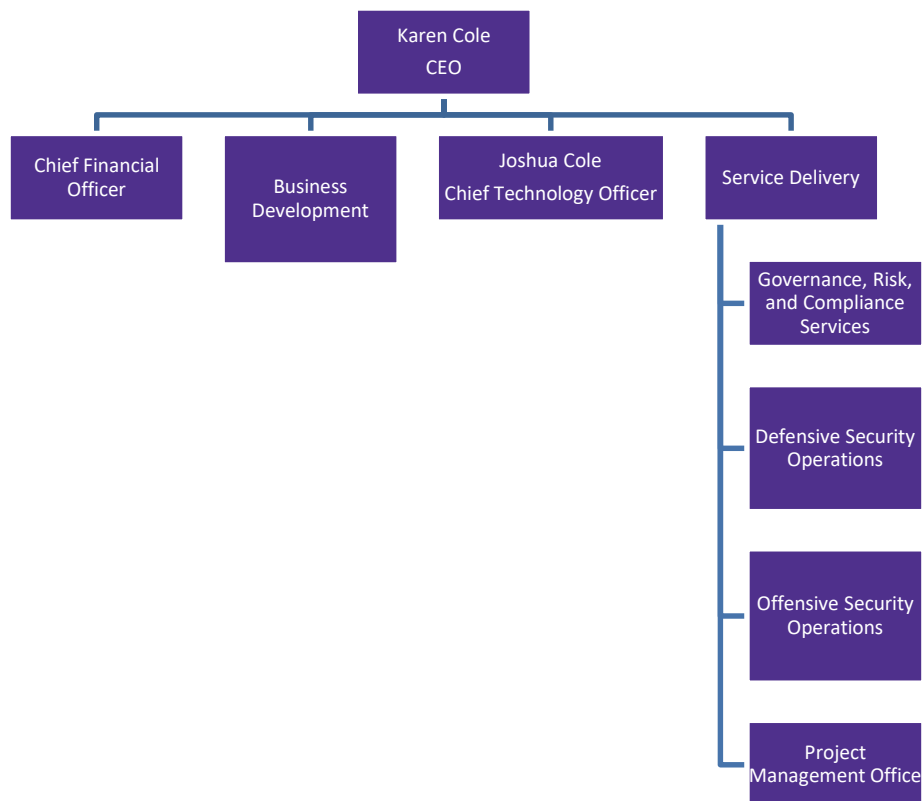 Karen Cole
CEO
Chief Financial
Officer
Business
Development
Joshua Cole
Chief Technology Officer
Service Delivery
Governance, Risk,
and Compliance
Services
Defensive Security
Operations
Offensive Security
Operations
Project
Management Office